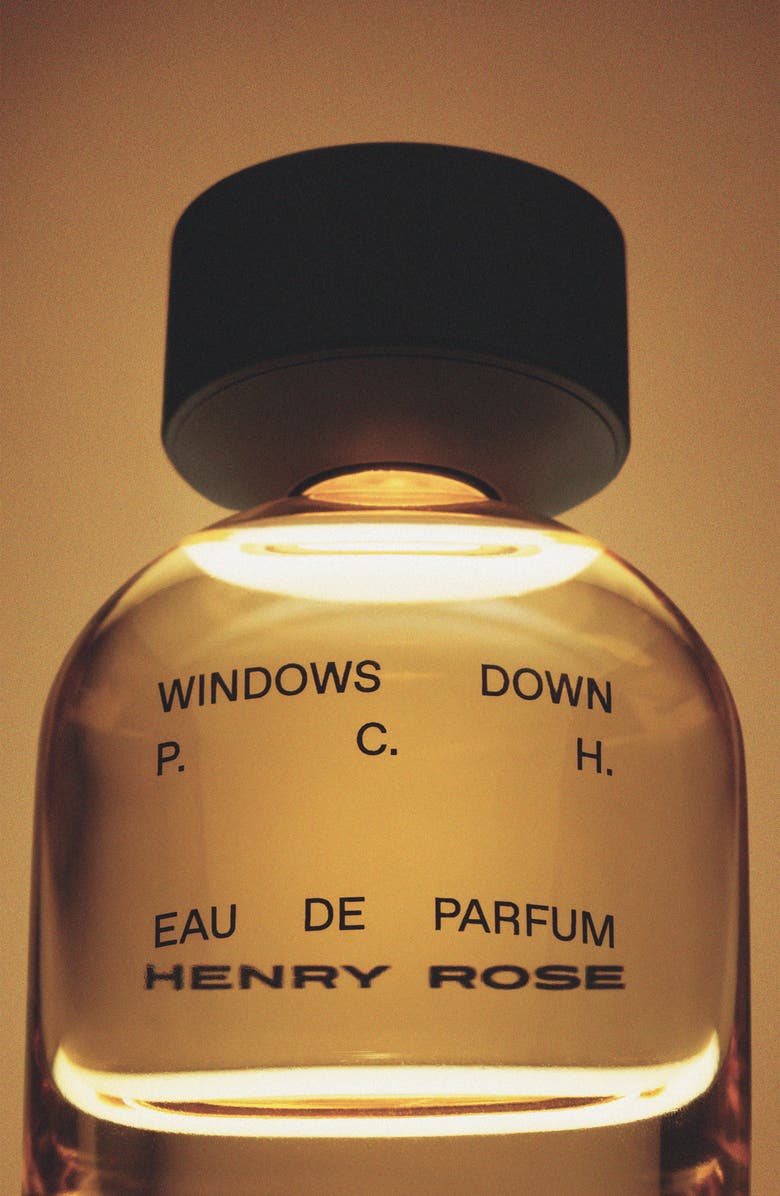 WINDOWS DOWN
P. C. H.
EAU DE PARFUM
HENRY ROSE